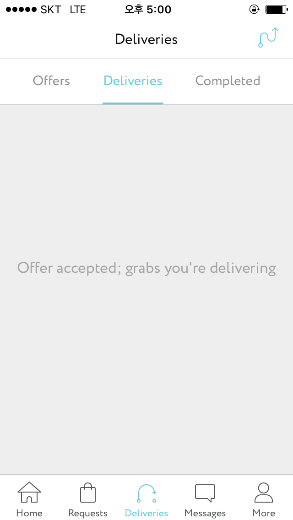 SKT LTE 오후 5:00
Deliveries
Offers Deliveries Completed
Offer accepted; grabs you're delivering
Home Requests Deliveries Messages More